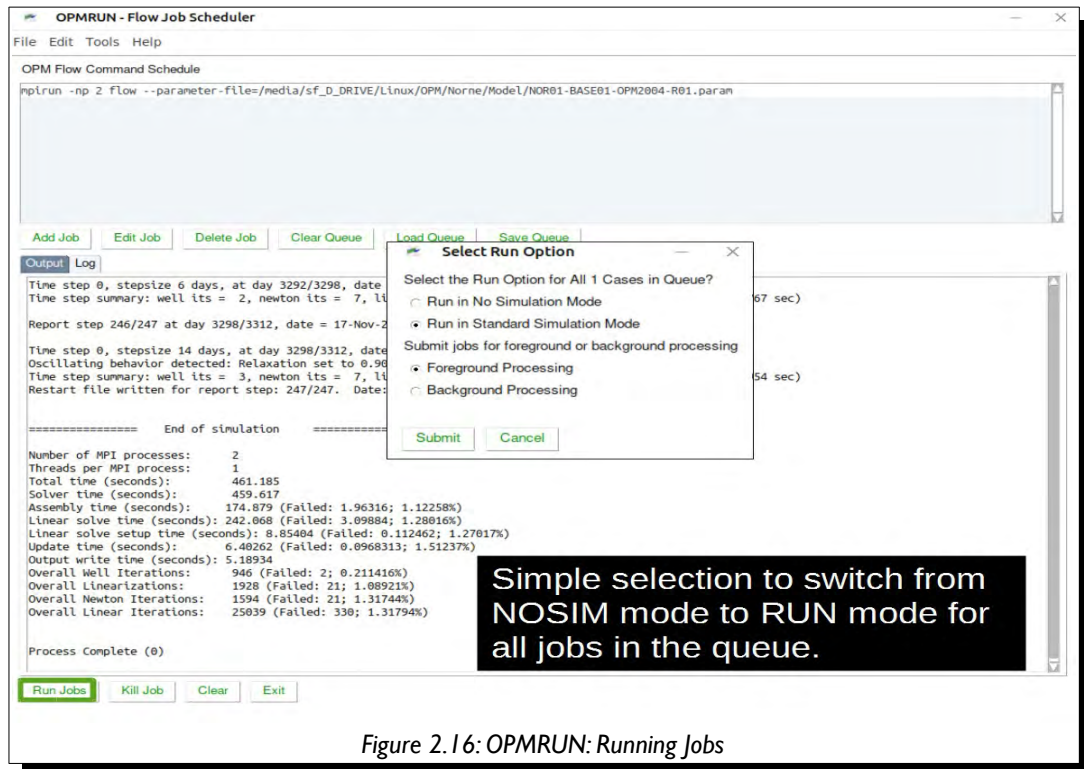 OPMRUN - Flow Job Scheduler
File Edit Tools Help
OPM Flow Command Schedule
mpirun -np 2 flow --parameter-file=/media/sf_D_DRIVE/Linux/OPM/Norne/Model/NOR01-BASE01-OPM2004-R01.param
Add Job Edit Job Delete Job Clear Queue Load Queue Save Queue
Output Log
Time step 0, stepsize 6 days, at day 3292/3298, date
Time step summary: well its = 2, newton its = 7, li
67 sec)
Report step 246/247 at day 3298/3312, date = 17-Nov-2
Time step 0, stepsize 14 days, at day 3298/3312, date
Oscillating behavior detected: Relaxation set to 0.90
Time step summary: well its = 3, newton its = 7, li
54 sec)
Restart file written for report step: 247/247. Date:
================ End of simulation ============
Number of MPI processes: 2
Threads per MPI process: 1
Total time (seconds): 461.185
Solver time (seconds): 459.617
Assembly time (seconds): 174.879 (Failed: 1.96316; 1.12258%)
Linear solve time (seconds): 242.068 (Failed: 3.09884; 1.28016%)
Linear solve setup time (seconds): 8.85404 (Failed: 0.112462; 1.27017%)
Update time (seconds): 6.40262 (Failed: 0.0968313; 1.51237%)
Output write time (seconds): 5.18934
Overall Well Iterations: 946 (Failed: 2; 0.211416%)
Overall Linearizations: 1928 (Failed: 21; 1.08921%)
Overall Newton Iterations: 1594 (Failed: 21; 1.31744%)
Overall Linear Iterations: 25039 (Failed: 330; 1.31794%)
Process Complete (0)
Select Run Option
Select the Run Option for All 1 Cases in Queue?
Run in No Simulation Mode
Run in Standard Simulation Mode
Submit jobs for foreground or background processing
Foreground Processing
Background Processing
Submit Cancel
Simple selection to switch from
NOSIM mode to RUN mode for
all jobs in the queue.
Run Jobs Kill Job Clear Exit
Figure 2.16: OPMRUN: Running Jobs